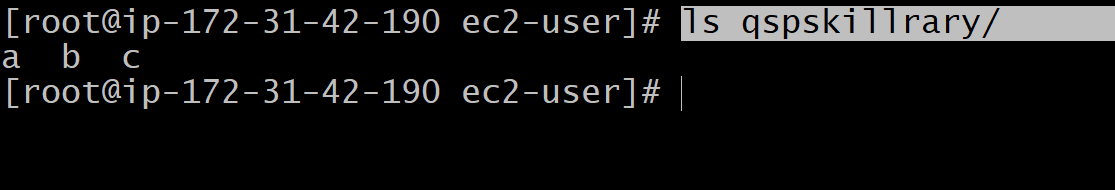 [root@ip-172-31-42-190 ec2-user]# ls qspskillrary/
a  b  c
[root@ip-172-31-42-190 ec2-user]#